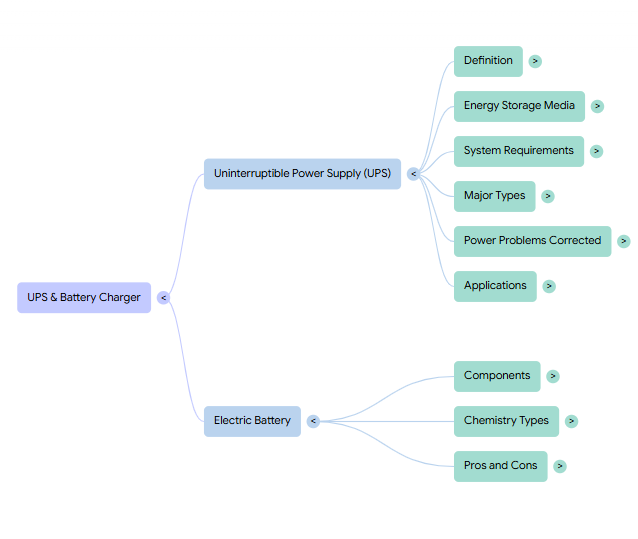 UPS & Battery Charger
<
Uninterruptible Power Supply (UPS)
<
Definition
>
Energy Storage Media
>
System Requirements
>
Major Types
>
Power Problems Corrected
>
Applications
>
Electric Battery
<
Components
>
Chemistry Types
>
Pros and Cons
>